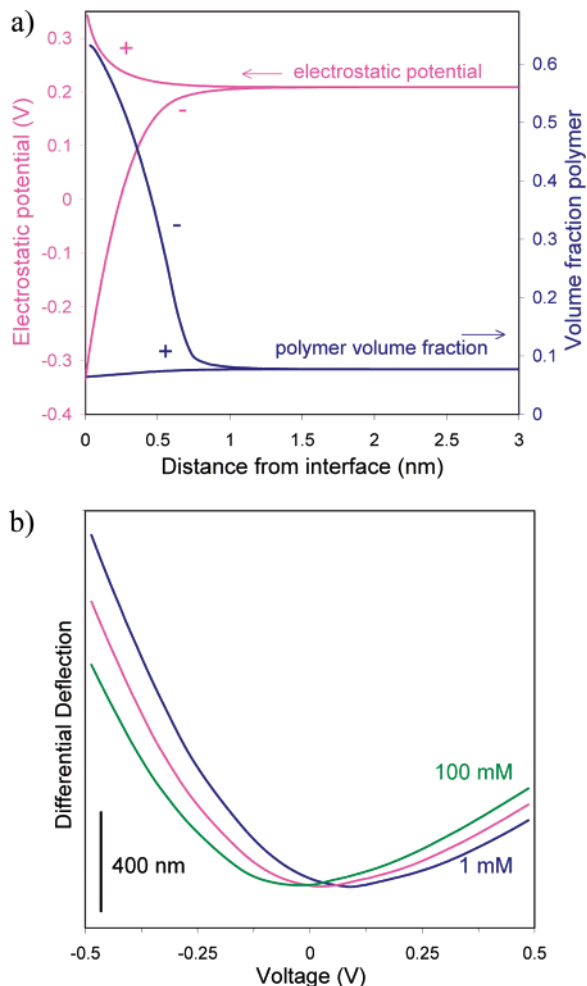 a)
0.3
0.2
0.1
0
-0.1
-0.2
-0.3
-0.4
Electrostatic potential (V)
+
electrostatic potential
-
-
+
polymer volume fraction
0.6
0.5
0.4
0.3
0.2
0.1
0
Volume fraction polymer
0 0.5 1 1.5 2 2.5 3
Distance from interface (nm)
b)
Differential Deflection
100 mM
1 mM
400 nm
-0.5 -0.25 0 0.25 0.5
Voltage (V)